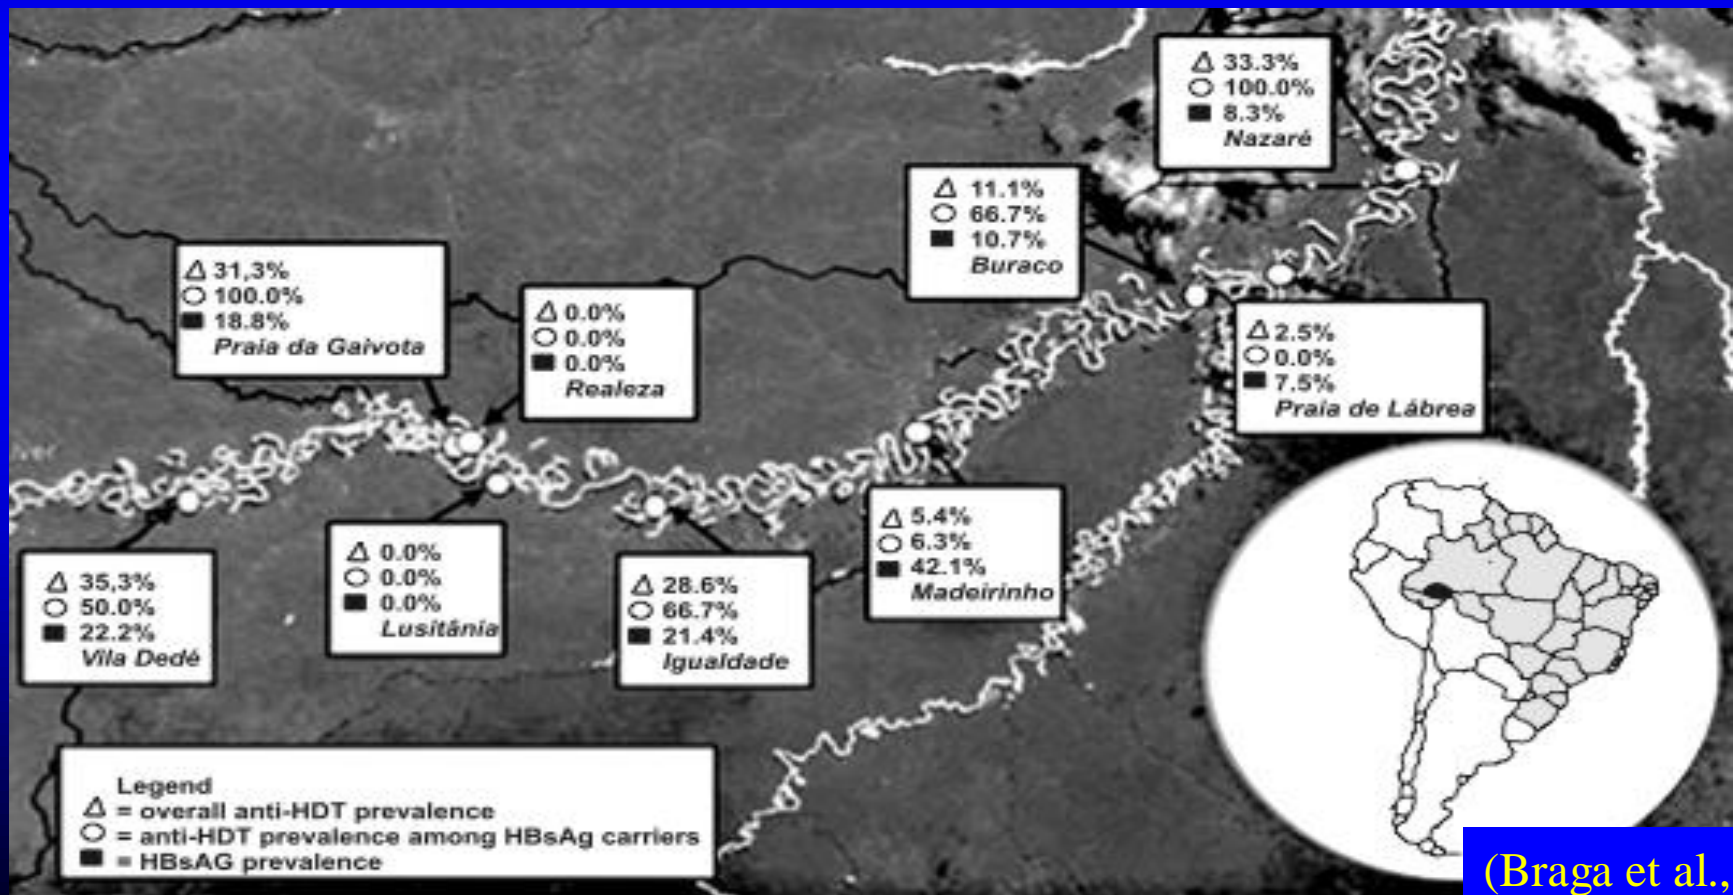 △ 33.3%
○ 100.0%
■ 8.3%
Nazaré
△ 11.1%
○ 66.7%
■ 10.7%
Buraco
△ 31,3%
○ 100.0%
■ 18.8%
Praia da Gaivota
△ 0.0%
○ 0.0%
■ 0.0%
Realeza
△ 2.5%
○ 0.0%
■ 7.5%
Praia de Lábrea
△ 35,3%
○ 50.0%
■ 22.2%
Vila Dedé
△ 0.0%
○ 0.0%
■ 0.0%
Lusitânia
△ 28.6%
○ 66.7%
■ 21.4%
Igualdade
△ 5.4%
○ 6.3%
■ 42.1%
Madeirinho
Legend
△ = overall anti-HDT prevalence
○ = anti-HDT prevalence among HBsAg carriers
■ = HBsAG prevalence
(Braga et al.,